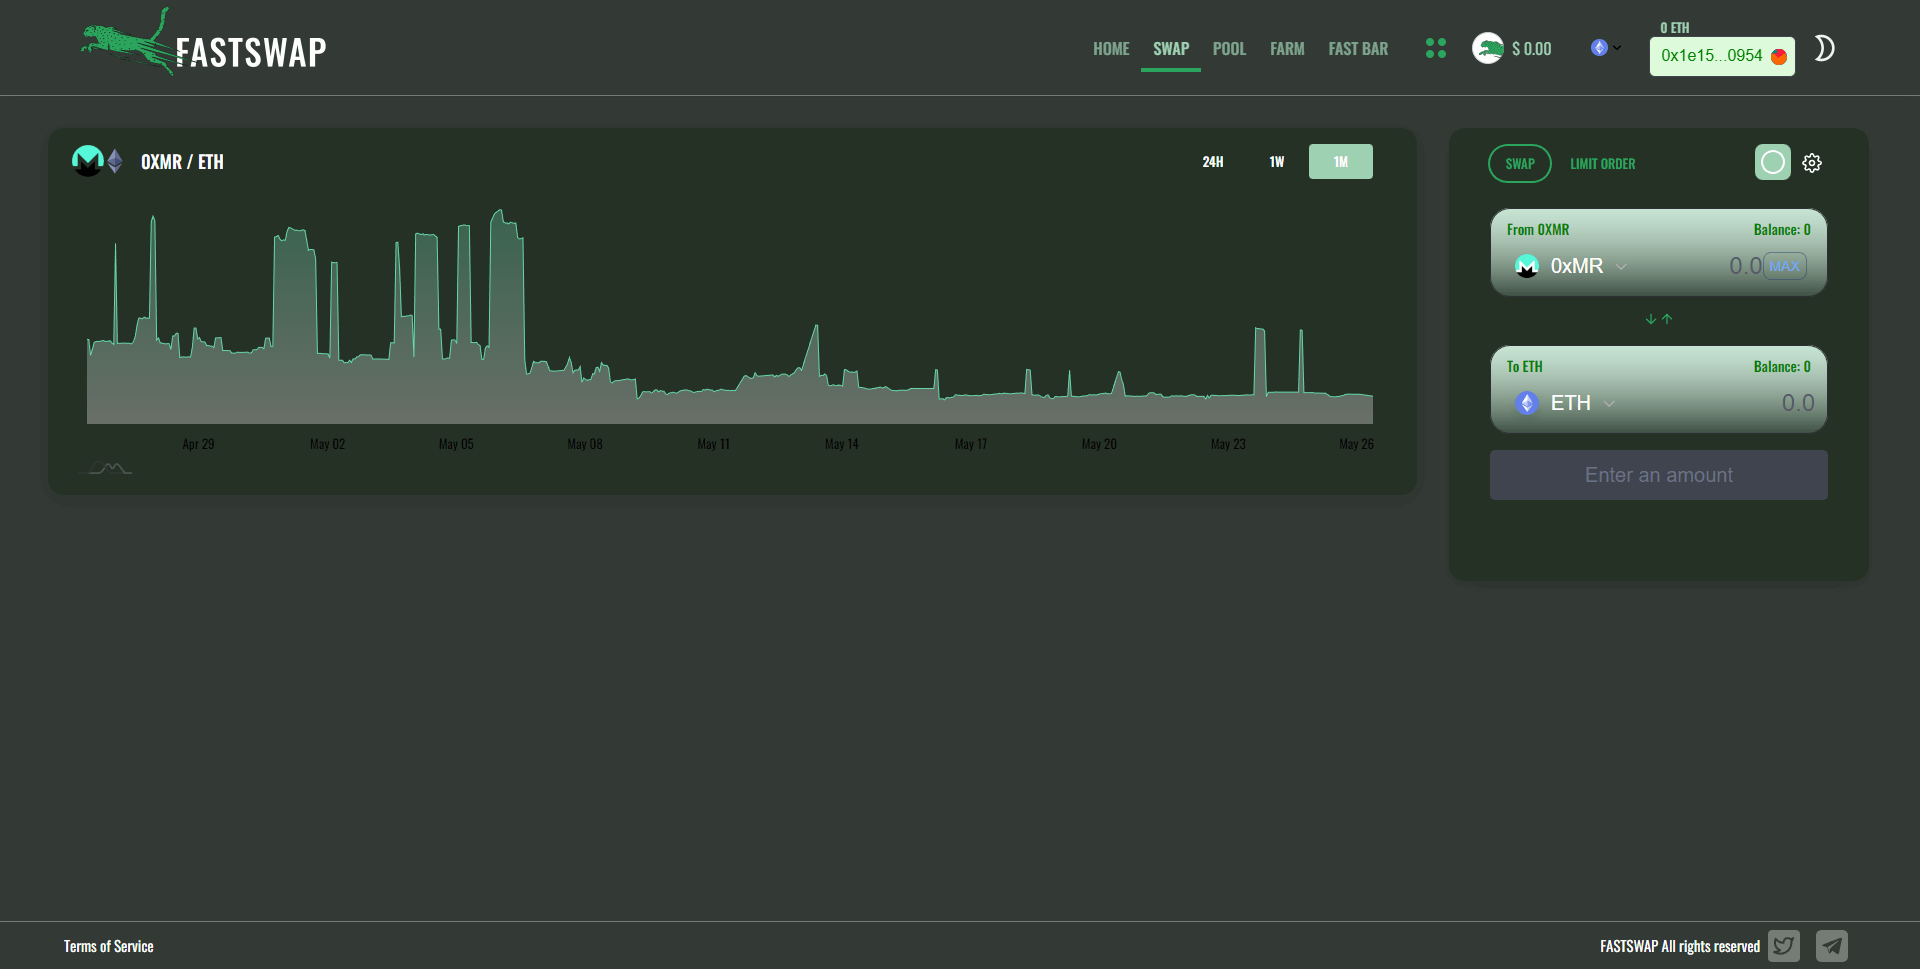 FASTSWAP
HOME SWAP POOL FARM FAST BAR
$ 0.00
0 ETH
0x1e15...0954
0XMR / ETH
24H 1W 1M
Apr 29 May 02 May 05 May 08 May 11 May 14 May 17 May 20 May 23 May 26
SWAP LIMIT ORDER
From 0XMR Balance: 0
0xMR 0.0 MAX
To ETH Balance: 0
ETH 0.0
Enter an amount
Terms of Service
FASTSWAP All rights reserved